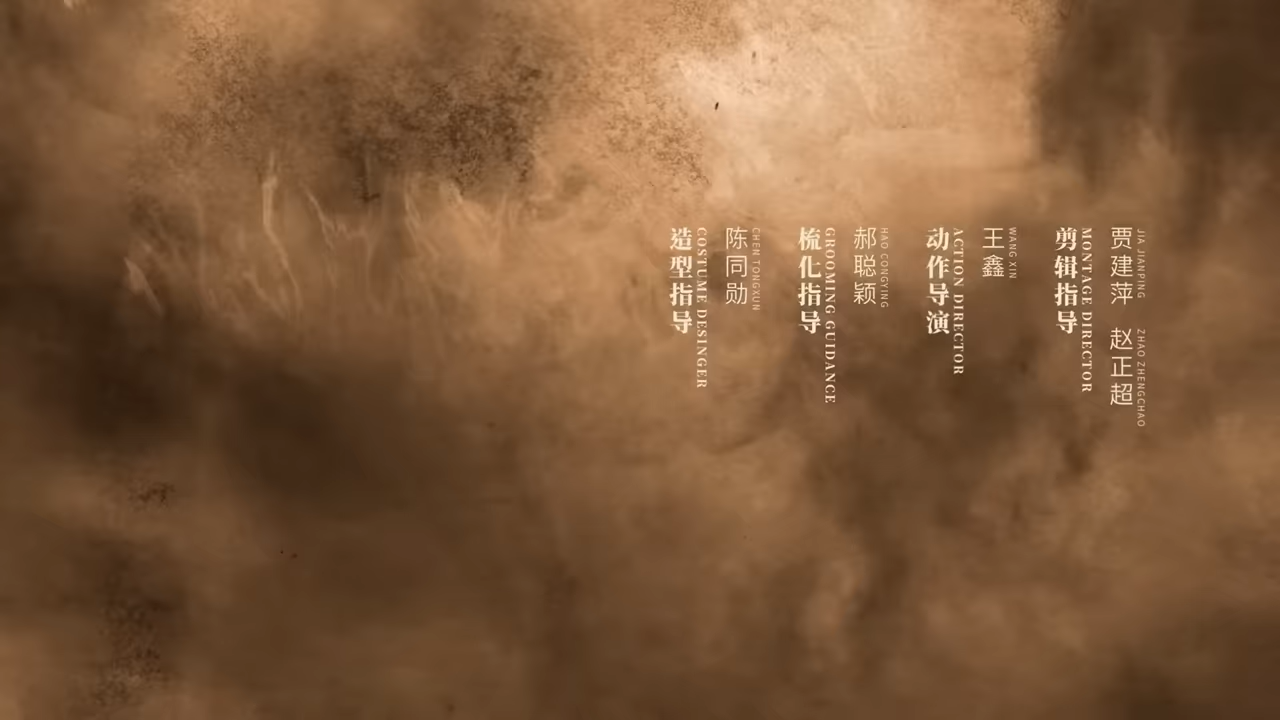 剪辑指导
MONTAGE DIRECTOR
贾建萍
JIA JIANPING
赵正超
ZHAO ZHENGCHAO
动作导演
ACTION DIRECTOR
王鑫
WANG XIN
梳化指导
GROOMING GUIDANCE
郝聪颖
HAO CONGYING
造型指导
COSTUME DESINGER
陈同勋
CHEN TONGXUN